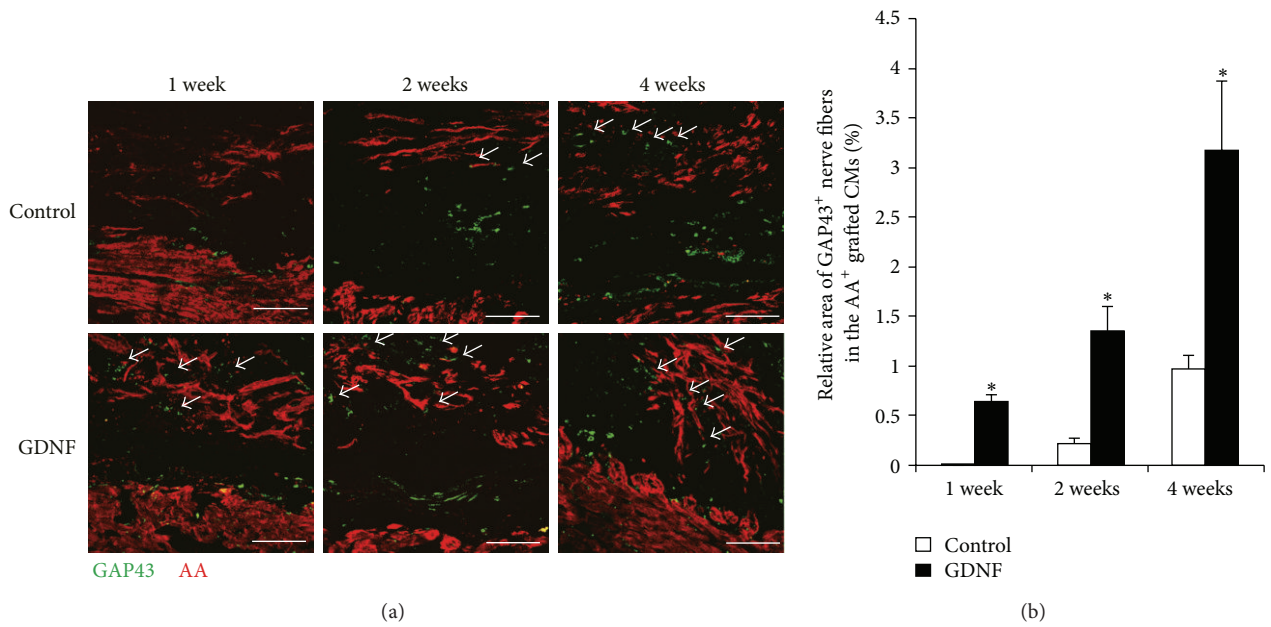 1 week 2 weeks 4 weeks
Control
GDNF
GAP43 AA
(a)
Relative area of GAP43⁺ nerve fibers
in the AA⁺ grafted CMs (%)
4.5
4
3.5
3
2.5
2
1.5
1
0.5
0
*
*
*
1 week 2 weeks 4 weeks
Control
GDNF
(b)